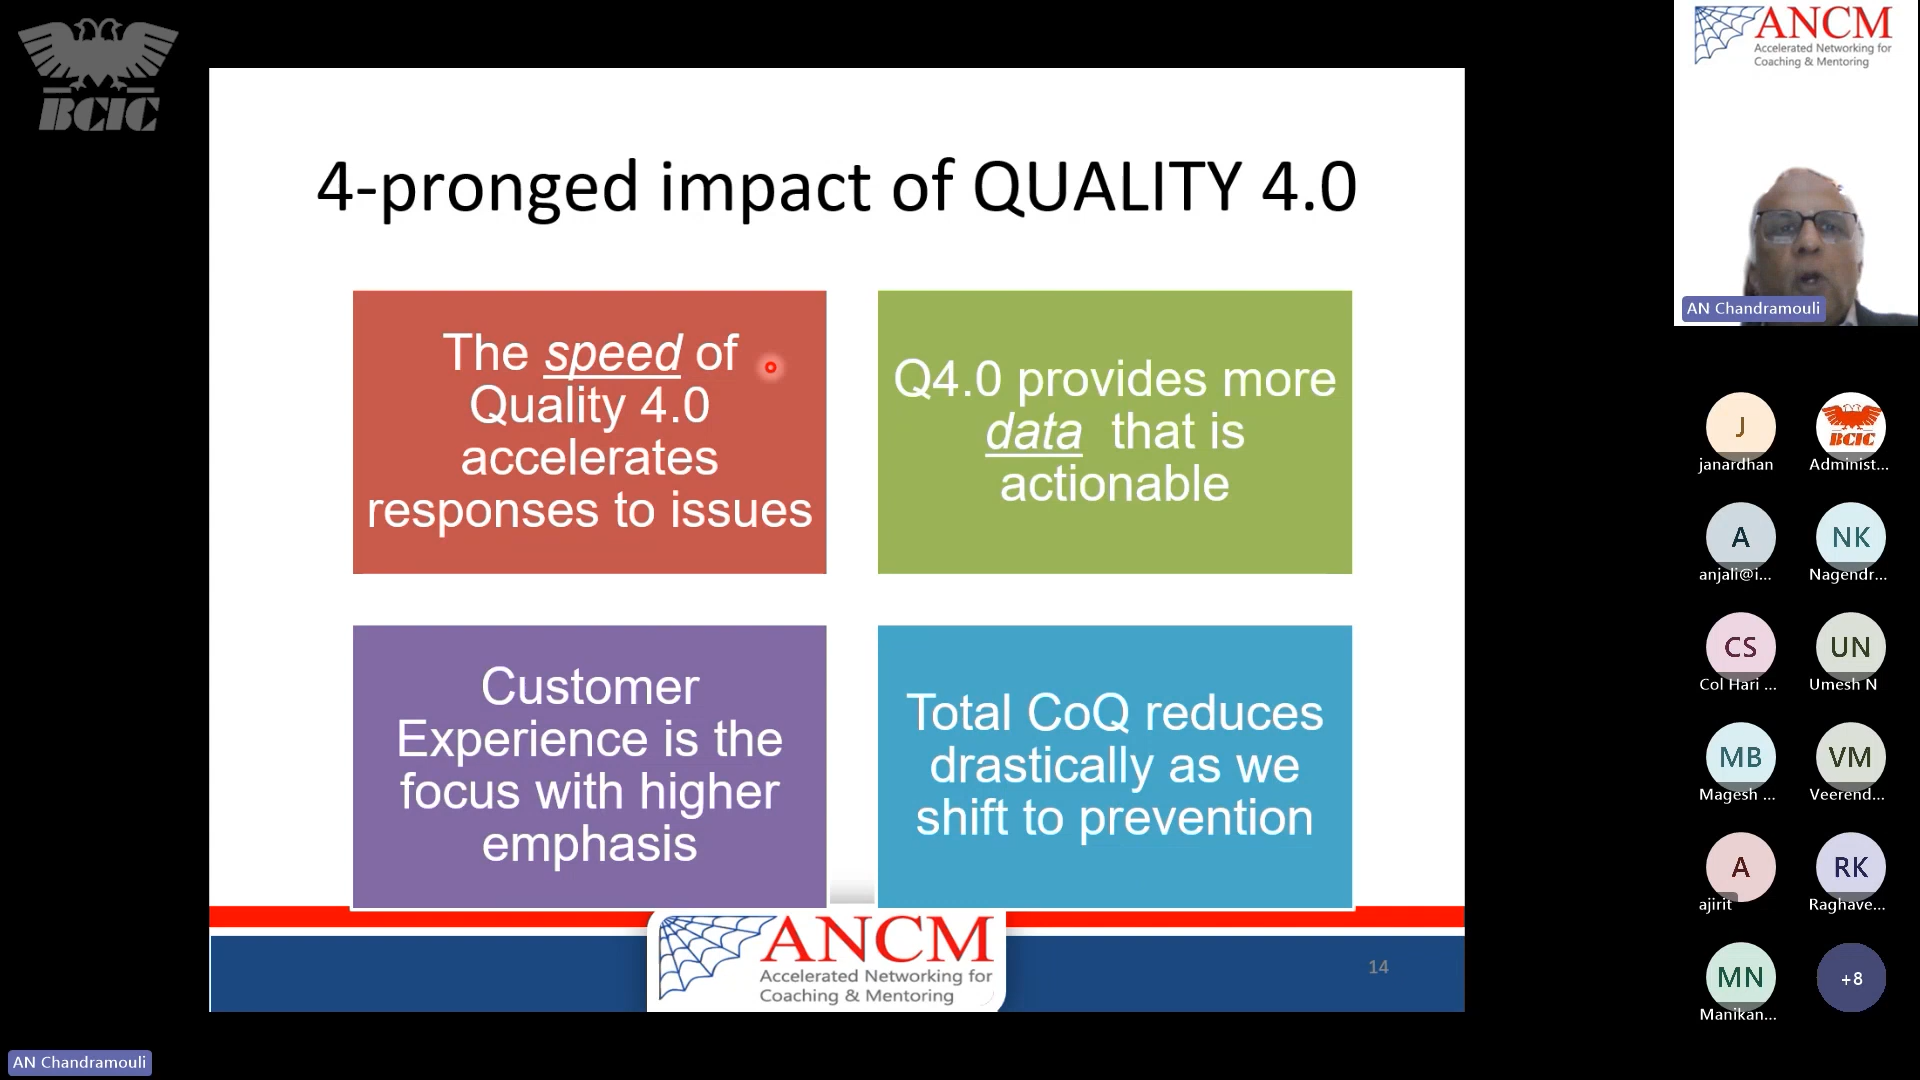 BCIC
4-pronged impact of QUALITY 4.0
The speed of
Quality 4.0
accelerates
responses to issues
Q4.0 provides more
data that is
actionable
Customer
Experience is the
focus with higher
emphasis
Total CoQ reduces
drastically as we
shift to prevention
ANCM
Accelerated Networking for
Coaching & Mentoring
14
AN Chandramouli
ANCM
Accelerated Networking for
Coaching & Mentoring
AN Chandramouli
J
janardhan
BCIC
Administ...
A
anjali@i...
NK
Nagendr...
CS
Col Hari ...
UN
Umesh N
MB
Magesh ...
VM
Veerend...
A
ajirit
RK
Raghave...
MN
Manikan...
+8